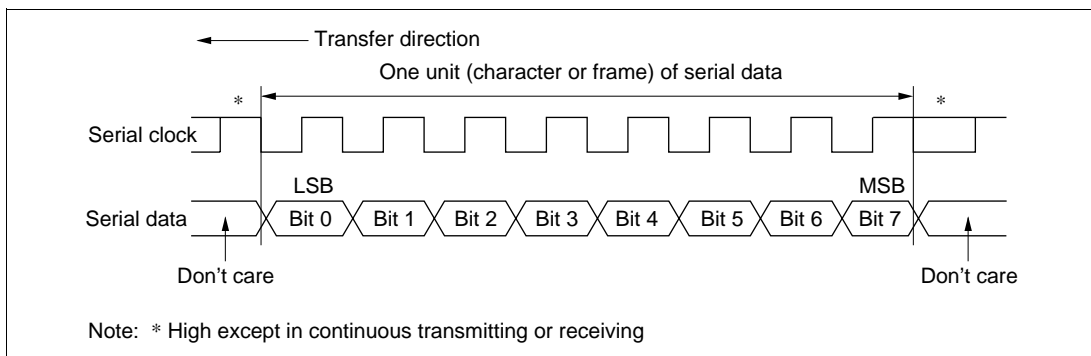 Transfer direction
One unit (character or frame) of serial data
* *
Serial clock
LSB MSB
Serial data Bit 0 Bit 1 Bit 2 Bit 3 Bit 4 Bit 5 Bit 6 Bit 7
Don’t care Don’t care
Note: * High except in continuous transmitting or receiving